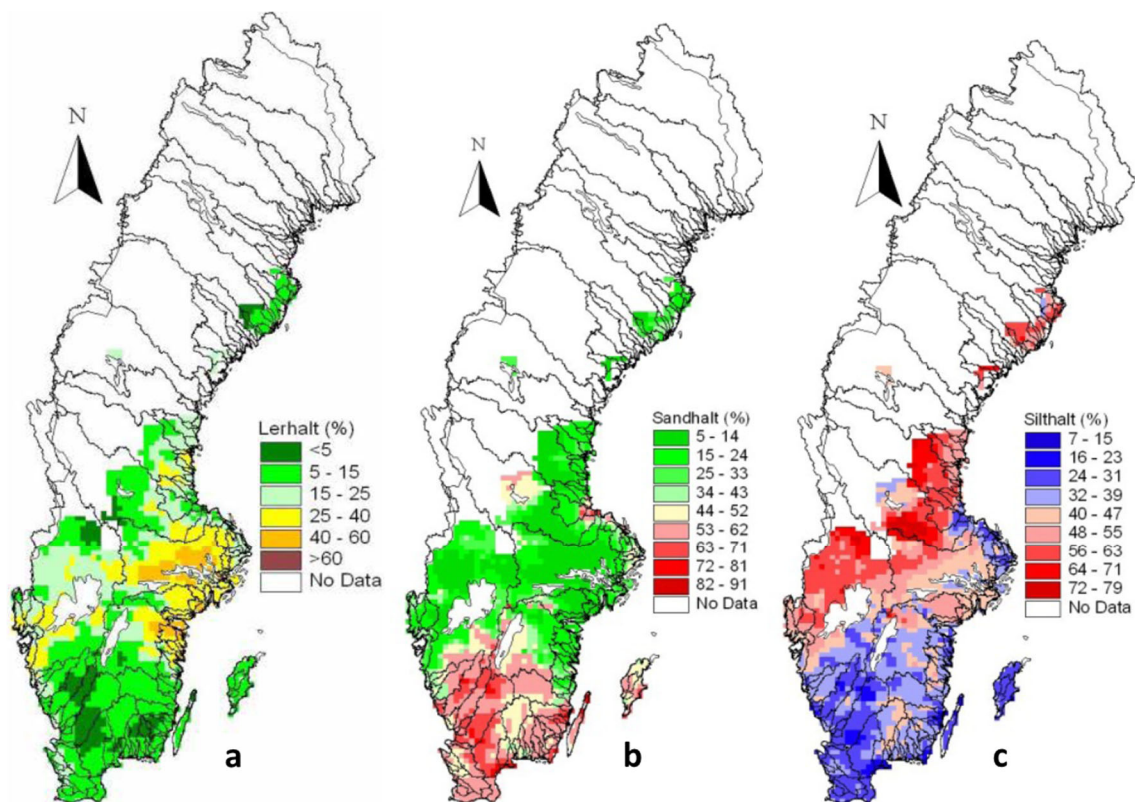 N
Lerhalt (%)
<5
5 - 15
15 - 25
25 - 40
40 - 60
>60
No Data
a
N
Sandhalt (%)
5 - 14
15 - 24
25 - 33
34 - 43
44 - 52
53 - 62
63 - 71
72 - 81
82 - 91
No Data
b
N
Silthalt (%)
7 - 15
16 - 23
24 - 31
32 - 39
40 - 47
48 - 55
56 - 63
64 - 71
72 - 79
No Data
c